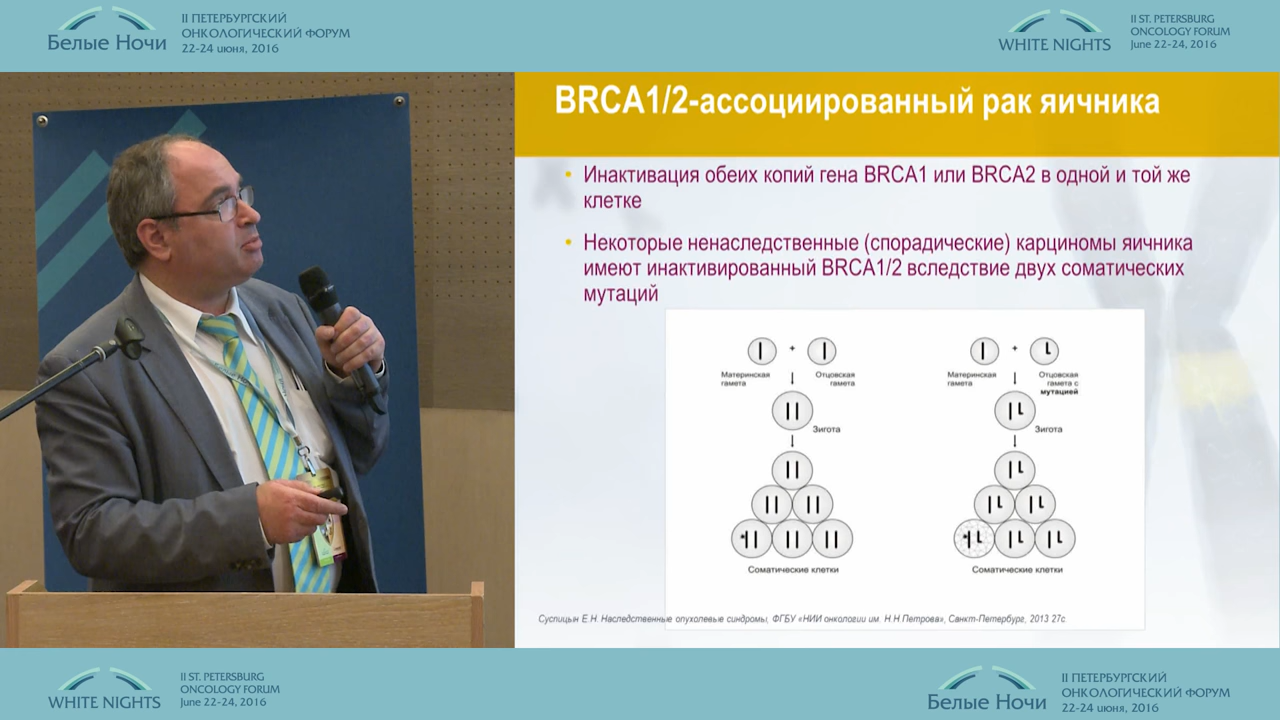 II ПЕТЕРБУРГСКИЙ
ОНКОЛОГИЧЕСКИЙ ФОРУМ
Белые Ночи
22-24 июня, 2016
II ST. PETERSBURG
ONCOLOGY FORUM
WHITE NIGHTS
June 22-24, 2016
BRCA1/2-ассоциированный рак яичника
• Инактивация обеих копий гена BRCA1 или BRCA2 в одной и той же
клетке
• Некоторые ненаследственные (спорадические) карциномы яичника
имеют инактивированный BRCA1/2 вследствие двух соматических
мутаций
+
Материнская
гамета
Отцовская
гамета
Зигота
Соматические клетки
+
Материнская
гамета
Отцовская
гамета с
мутацией
Зигота
Соматические клетки
Суспицын Е.Н. Наследственные опухолевые синдромы, ФГБУ «НИИ онкологии им. Н.Н Петрова», Санкт-Петербург, 2013 27с.
II ST. PETERSBURG
ONCOLOGY FORUM
WHITE NIGHTS
June 22-24, 2016
II ПЕТЕРБУРГСКИЙ
ОНКОЛОГИЧЕСКИЙ ФОРУМ
Белые Ночи
22-24 июня, 2016